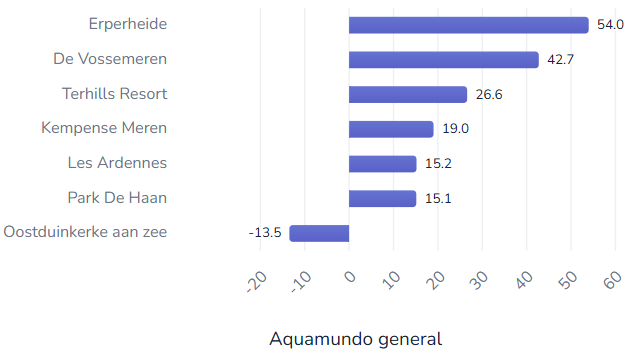 Erperheide 54.0
De Vossemeren 42.7
Terhills Resort 26.6
Kempense Meren 19.0
Les Ardennes 15.2
Park De Haan 15.1
Oostduinkerke aan zee -13.5
-20 -10 0 10 20 30 40 50 60
Aquamundo general